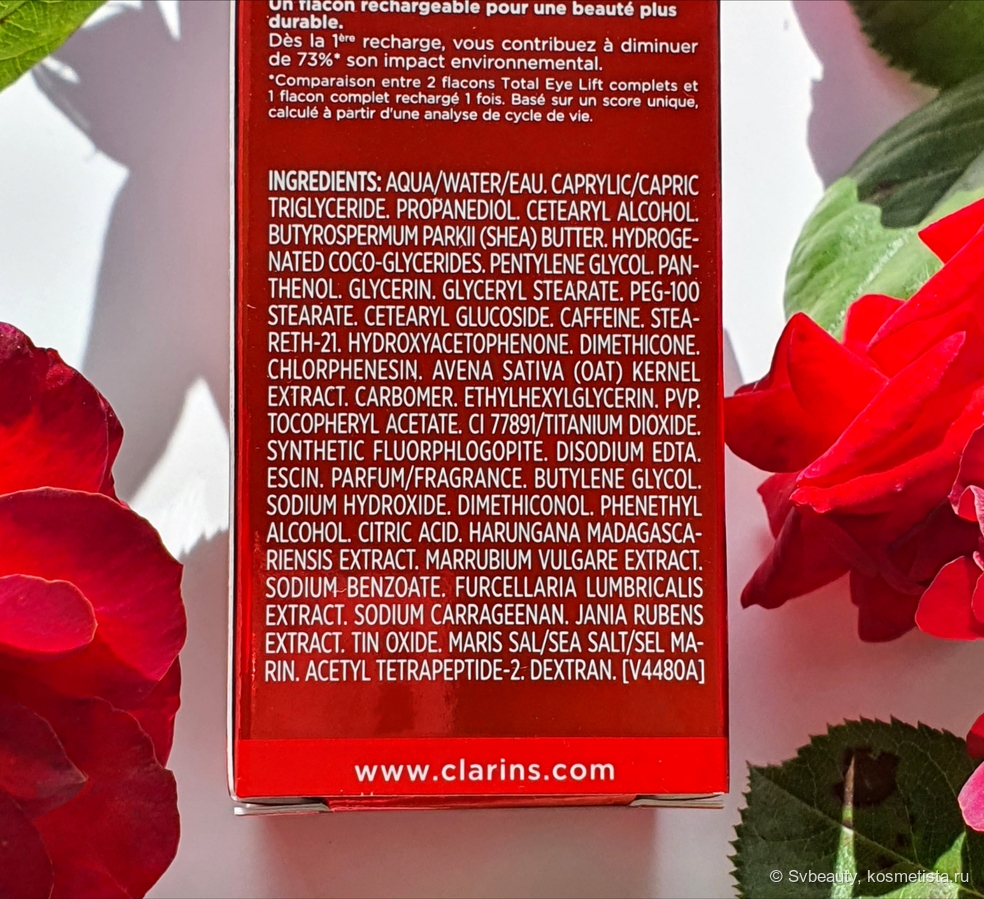 Un flacon rechargeable pour une beauté plus
durable.
Dès la 1ère recharge, vous contribuez à diminuer
de 73%* son impact environnemental.
*Comparaison entre 2 flacons Total Eye Lift complets et
1 flacon complet rechargé 1 fois. Basé sur un score unique,
calculé à partir d'une analyse de cycle de vie.
INGREDIENTS: AQUA/WATER/EAU. CAPRYLIC/CAPRIC
TRIGLYCERIDE. PROPANEDIOL. CETEARYL ALCOHOL.
BUTYROSPERMUM PARKII (SHEA) BUTTER. HYDROGE-
NATED COCO-GLYCERIDES. PENTYLENE GLYCOL. PAN-
THENOL. GLYCERIN. GLYCERYL STEARATE. PEG-100
STEARATE. CETEARYL GLUCOSIDE. CAFFEINE. STEA-
RETH-21. HYDROXYACETOPHENONE. DIMETHICONE.
CHLORPHENESIN. AVENA SATIVA (OAT) KERNEL
EXTRACT. CARBOMER. ETHYLHEXYLGLYCERIN. PVP.
TOCOPHERYL ACETATE. CI 77891/TITANIUM DIOXIDE.
SYNTHETIC FLUORPHLOGOPITE. DISODIUM EDTA.
ESCIN. PARFUM/FRAGRANCE. BUTYLENE GLYCOL.
SODIUM HYDROXIDE. DIMETHICONOL. PHENETHYL
ALCOHOL. CITRIC ACID. HARUNGANA MADAGASCA-
RIENSIS EXTRACT. MARRUBIUM VULGARE EXTRACT.
SODIUM BENZOATE. FURCELLARIA LUMBRICALIS
EXTRACT. SODIUM CARRAGEENAN. JANIA RUBENS
EXTRACT. TIN OXIDE. MARIS SAL/SEA SALT/SEL MA-
RIN. ACETYL TETRAPEPTIDE-2. DEXTRAN. [V4480A]
www.clarins.com
© Svbeauty, kosmetista.ru